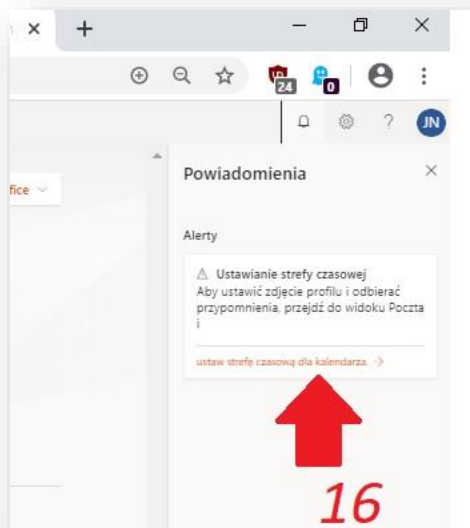 24
0
JN
fice
Powiadomienia
Alerty
Ustawianie strefy czasowej
Aby ustawić zdjęcie profilu i odbierać
przypomnienia, przejdź do widoku Poczta
i
ustaw strefę czasową dla kalendarza. →
16